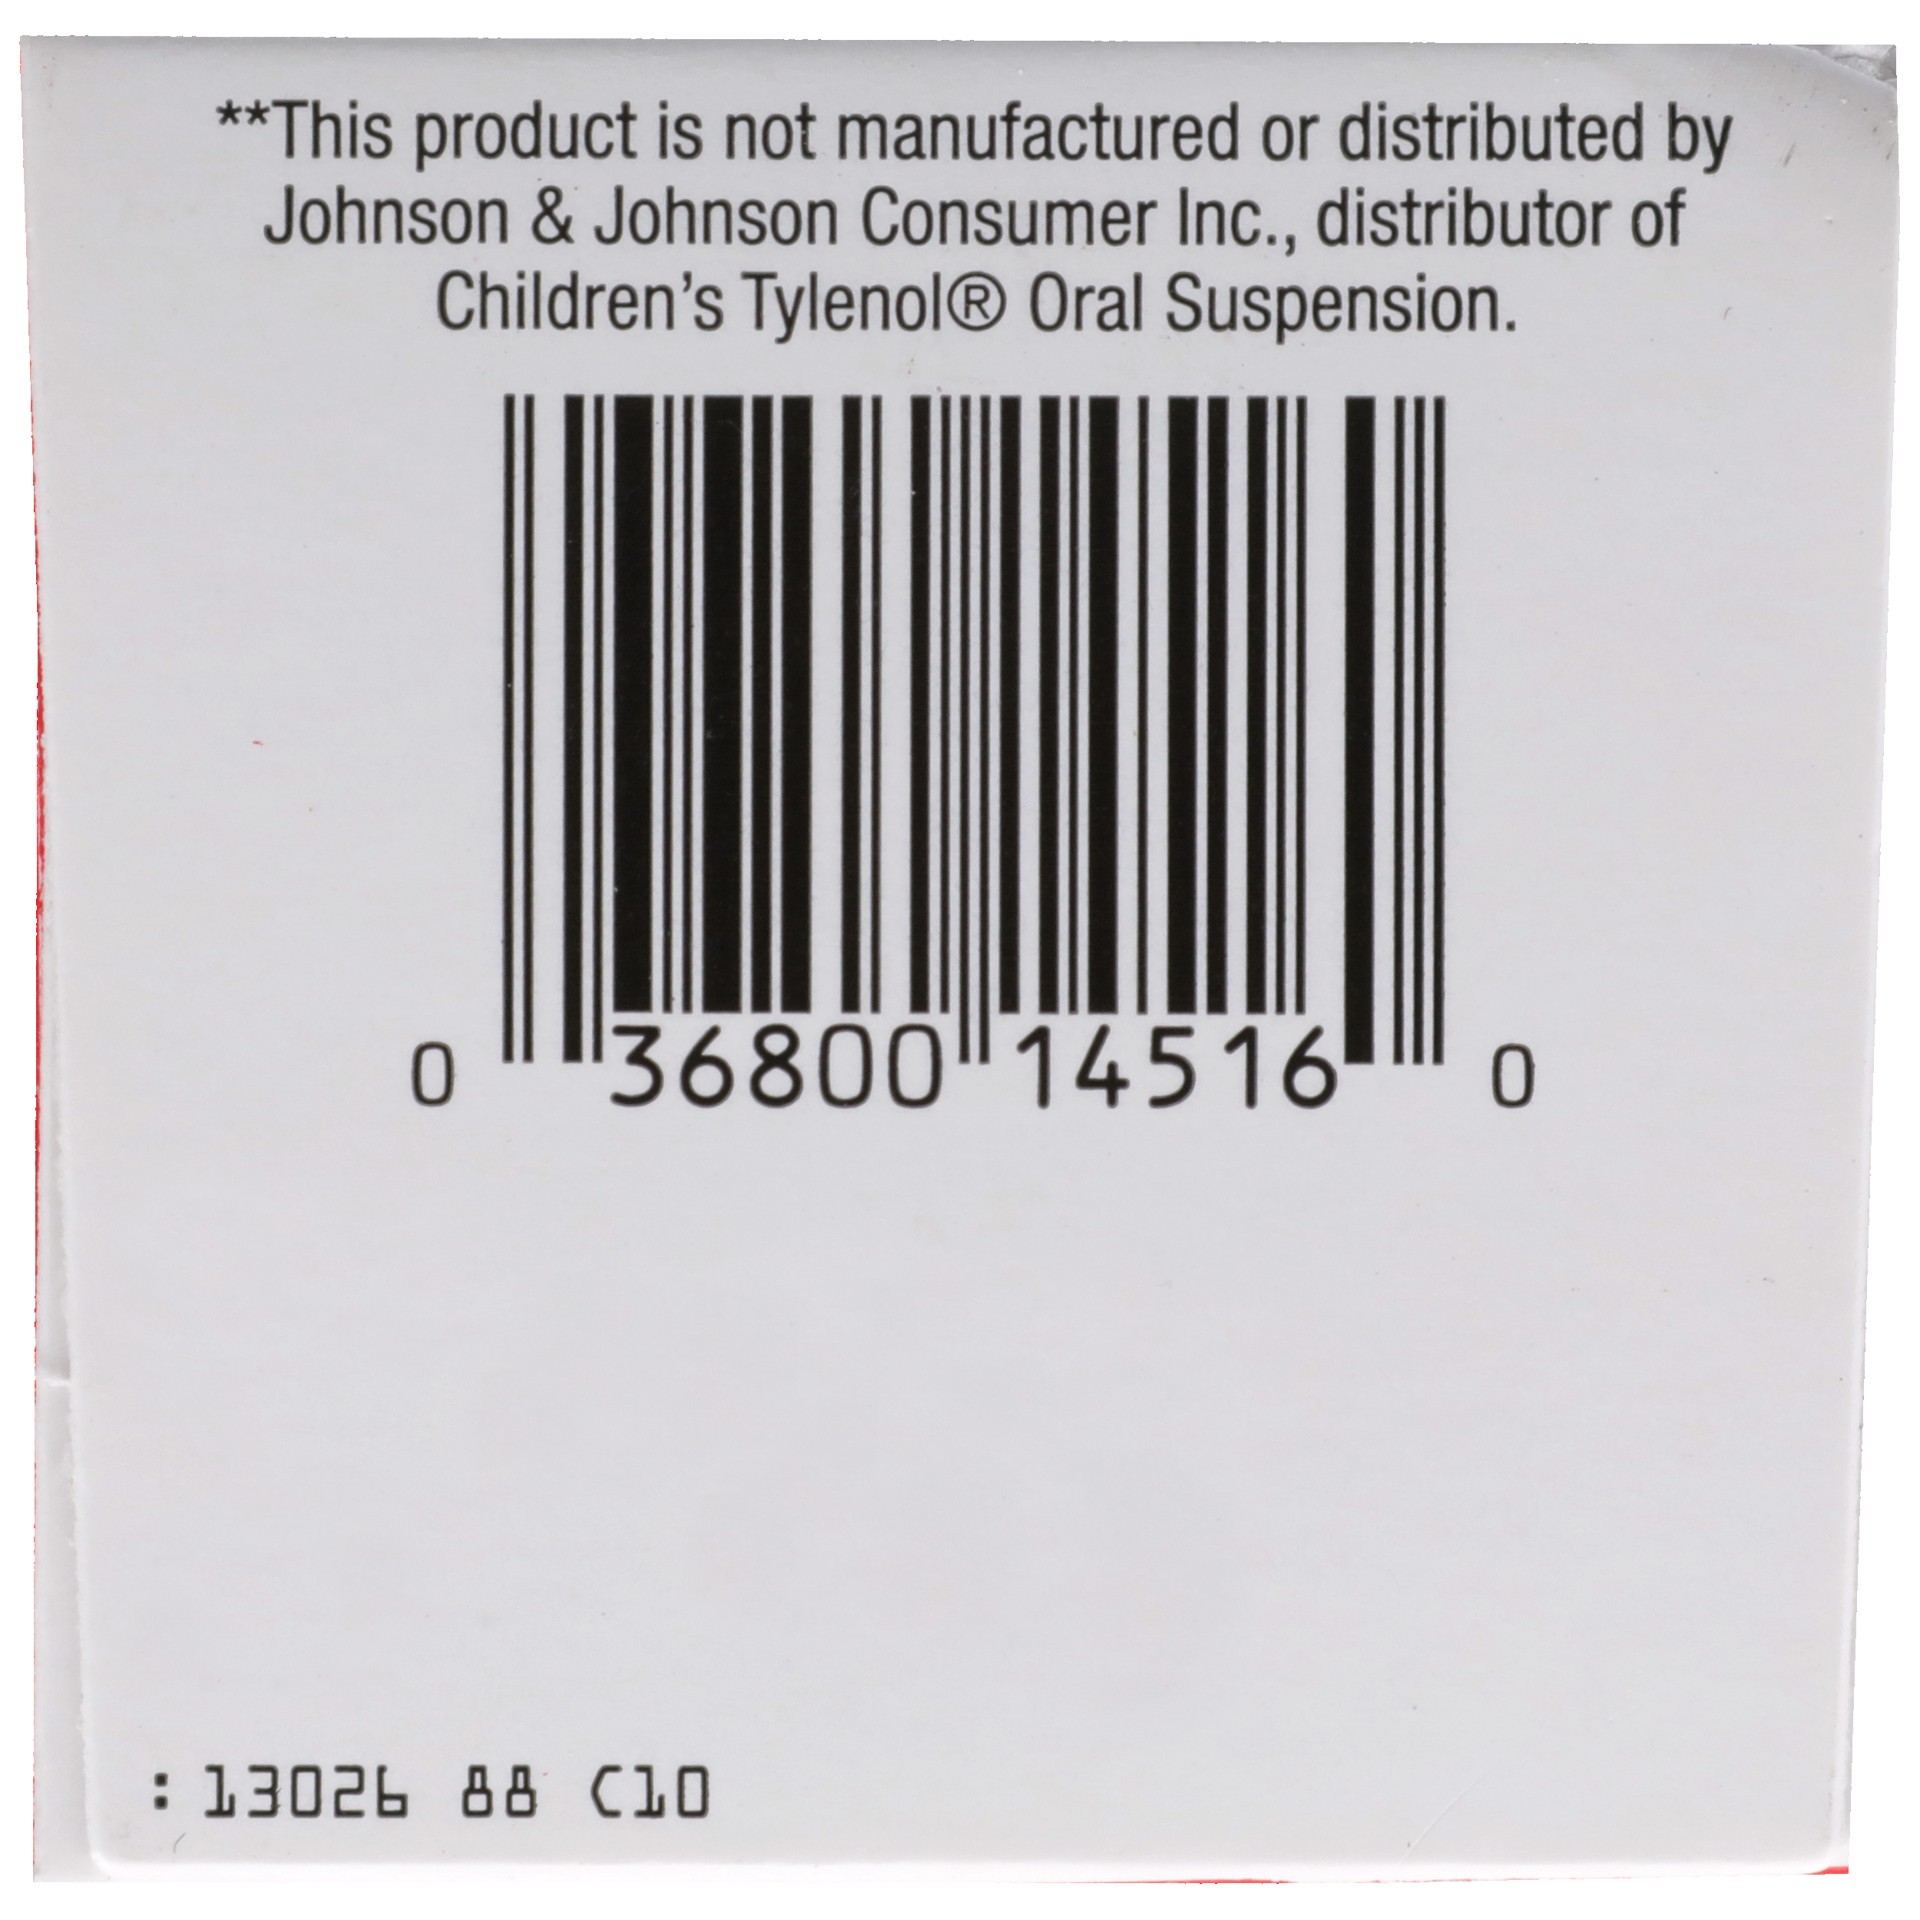 **This product is not manufactured or distributed by
Johnson & Johnson Consumer Inc., distributor of
Children's Tylenol® Oral Suspension.
0 36800 14516 0
: 13026 88 C10